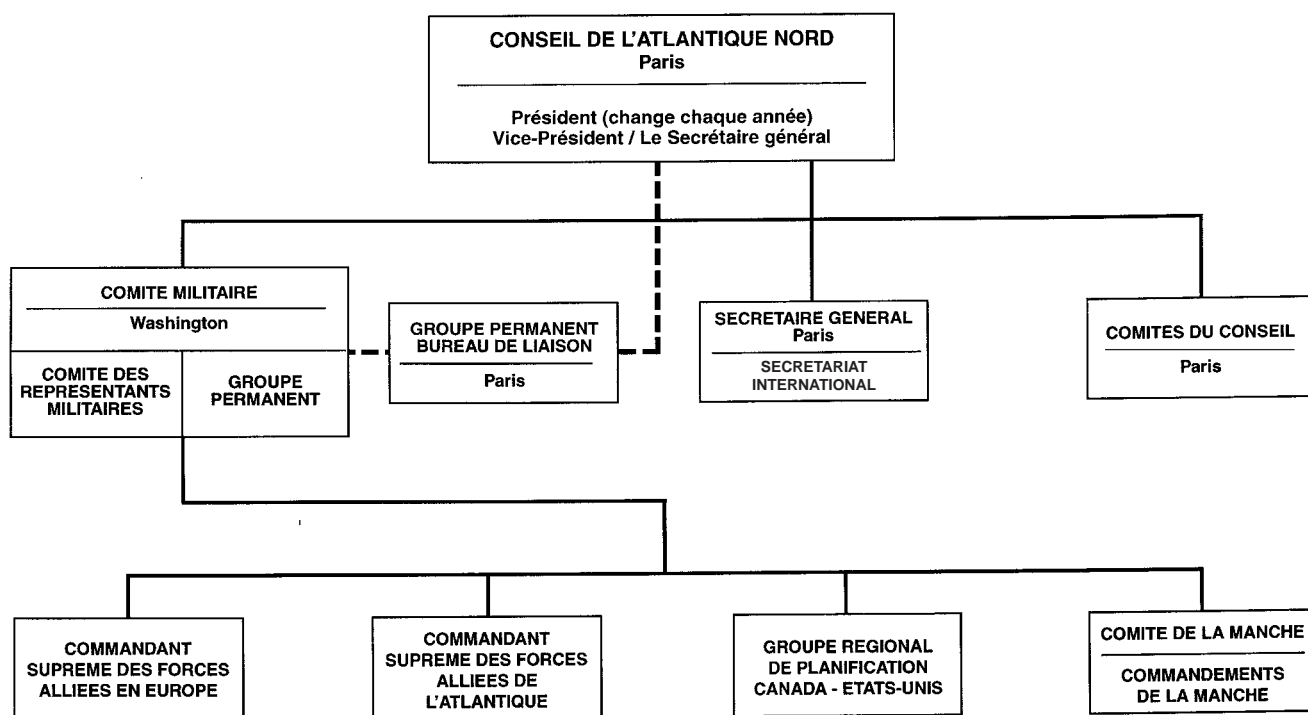 CONSEIL DE L'ATLANTIQUE NORD
Paris
Président (change chaque année)
Vice-Président / Le Secrétaire général
COMITE MILITAIRE
Washington
COMITE DES
REPRESENTANTS
MILITAIRES
GROUPE
PERMANENT
GROUPE PERMANENT
BUREAU DE LIAISON
Paris
SECRETAIRE GENERAL
Paris
SECRETARIAT
INTERNATIONAL
COMITES DU CONSEIL
Paris
COMMANDANT
SUPREME DES FORCES
ALLIEES EN EUROPE
COMMANDANT
SUPREME DES FORCES
ALLIEES DE
L'ATLANTIQUE
GROUPE REGIONAL
DE PLANIFICATION
CANADA - ETATS-UNIS
COMITE DE LA MANCHE
COMMANDEMENTS
DE LA MANCHE